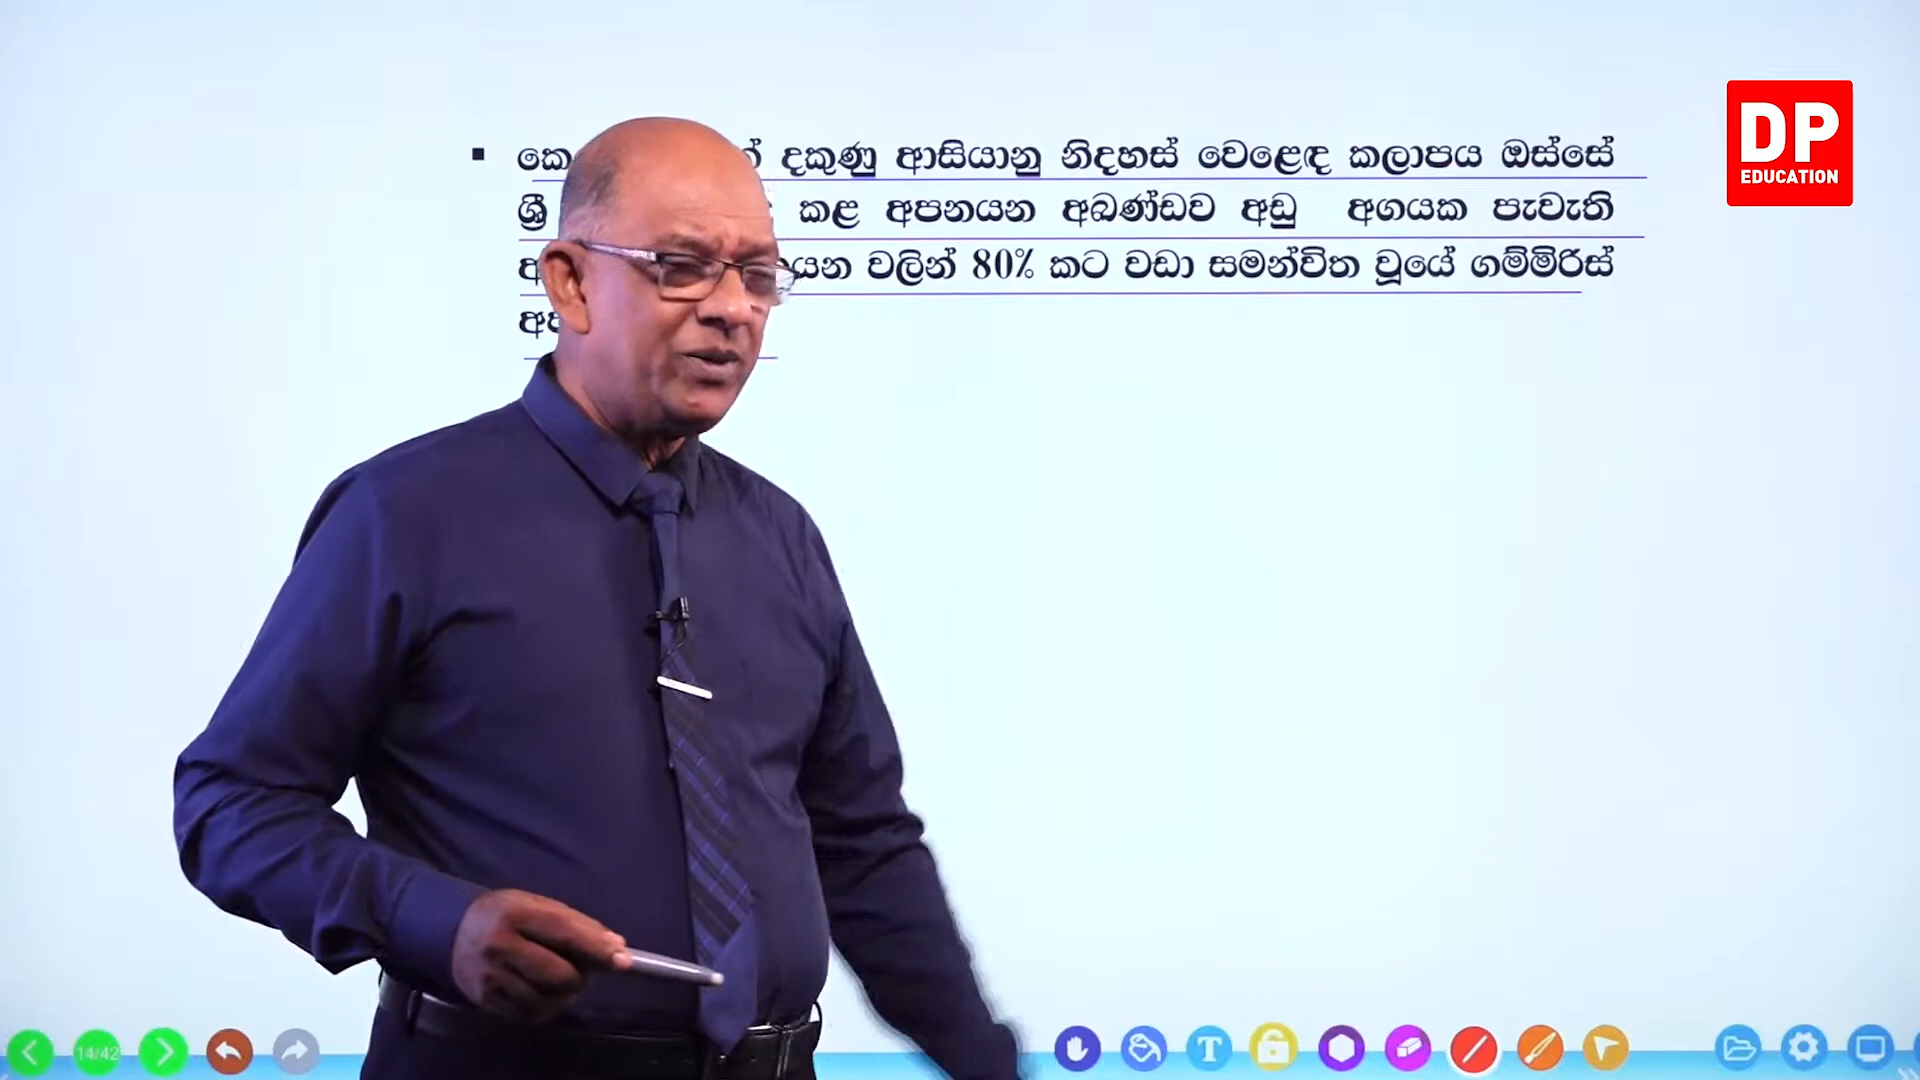 දකුණු ආසියානු නිදහස් වෙළෙඳ කලාපය ඔස්සේ
ශ්‍රී කළ අපනයන අඛණ්ඩව අඩු අගයක පැවැති
වලින් 80% කට වඩා සමන්විත වූයේ ගම්මිරිස්
DP
EDUCATION
14/42
T